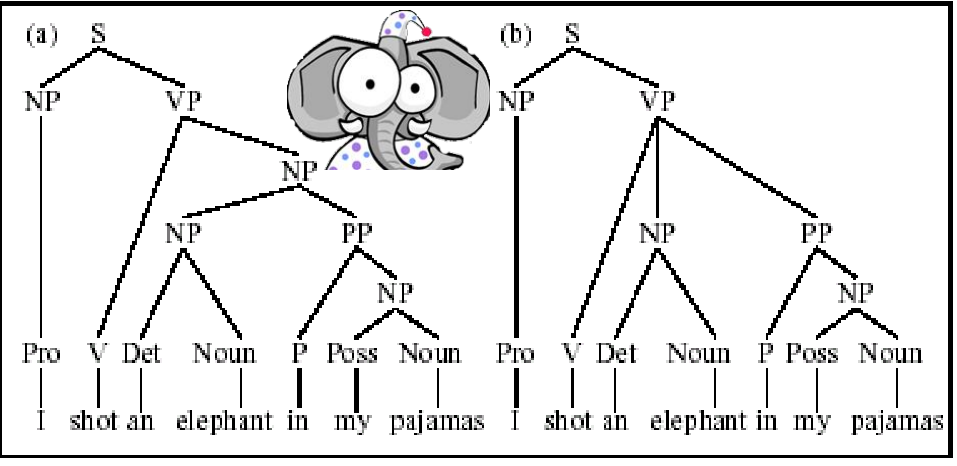 (a) S (b) S
NP VP NP VP
NP
NP PP NP PP
NP NP
Pro V Det Noun P Poss Noun Pro V Det Noun P Poss Noun
I shot an elephant in my pajamas I shot an elephant in my pajamas